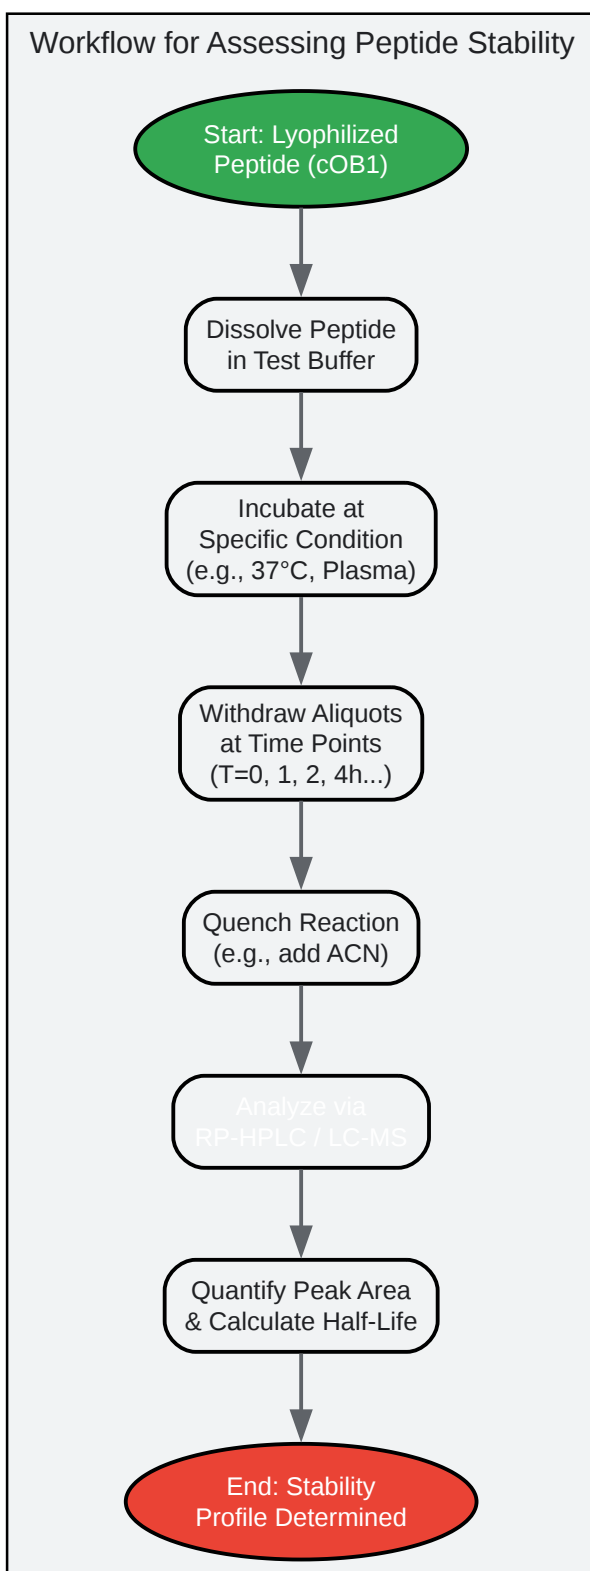 Workflow for Assessing Peptide Stability
Start: Lyophilized
Peptide (cOB1)
Dissolve Peptide
in Test Buffer
Incubate at
Specific Condition
(e.g., 37°C, Plasma)
Withdraw Aliquots
at Time Points
(T=0, 1, 2, 4h...)
Quench Reaction
(e.g., add ACN)
Analyze via
RP-HPLC / LC-MS
Quantify Peak Area
& Calculate Half-Life
End: Stability
Profile Determined